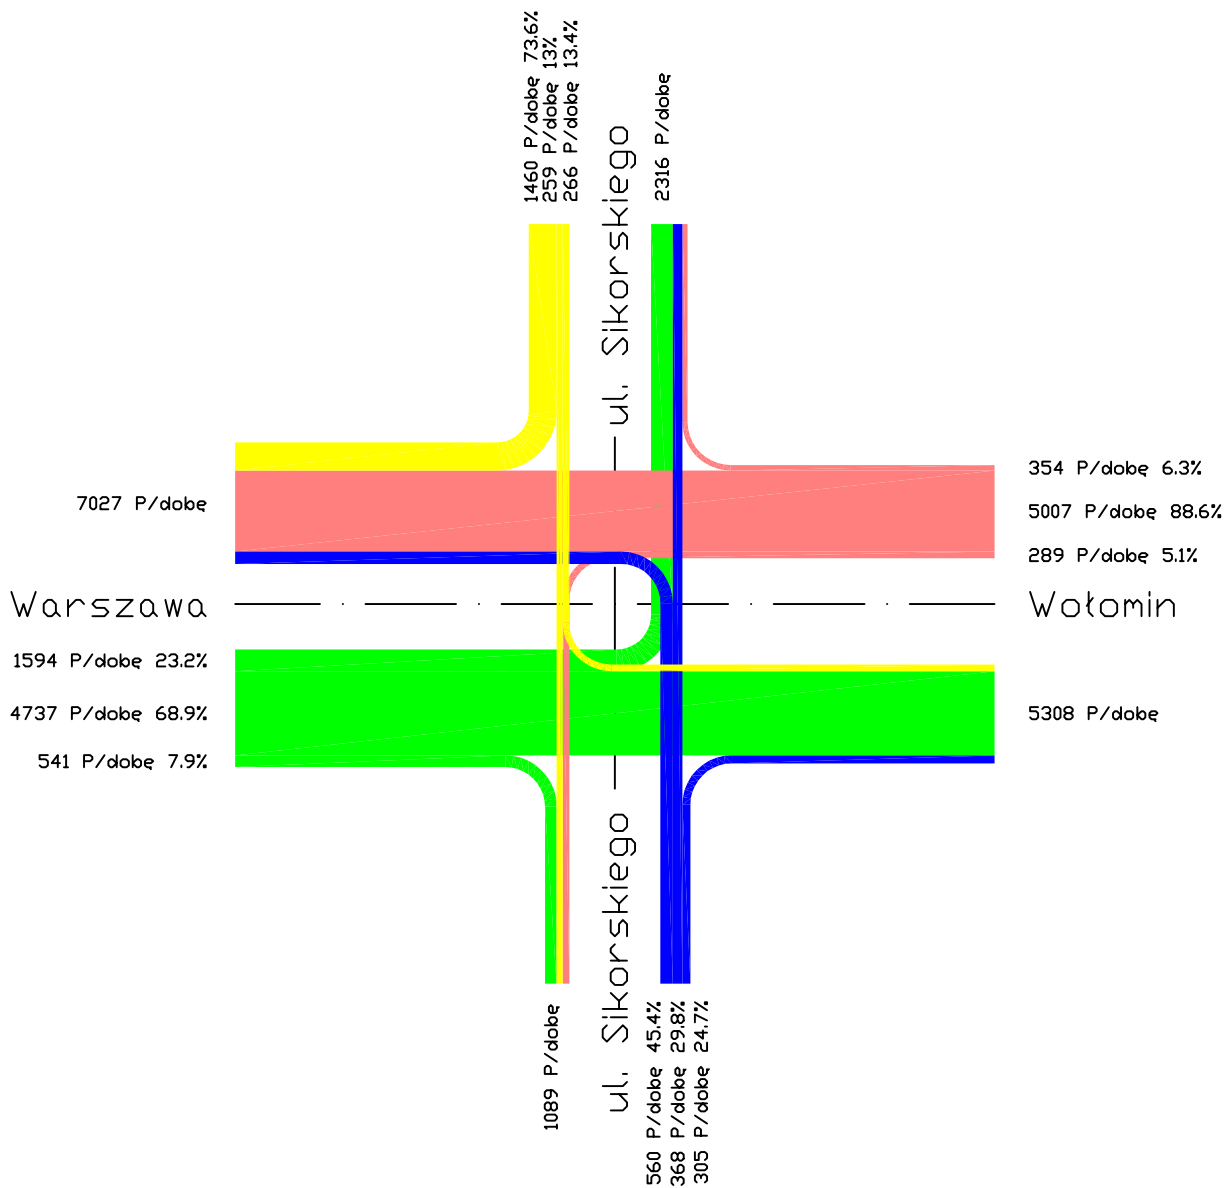 1460 P/dobę 73.6%
259 P/dobę 13%
266 P/dobę 13.4%
ul. Sikorskiego
2316 P/dobę
7027 P/dobę
354 P/dobę 6.3%
5007 P/dobę 88.6%
289 P/dobę 5.1%
Warszawa
Wołomin
1594 P/dobę 23.2%
4737 P/dobę 68.9%
541 P/dobę 7.9%
5308 P/dobę
1089 P/dobę
ul. Sikorskiego
560 P/dobę 45.4%
368 P/dobę 29.8%
305 P/dobę 24.7%